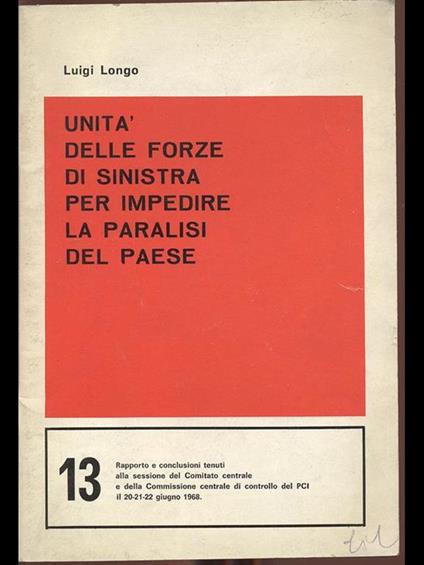 Luigi Longo
UNITA'
DELLE FORZE
DI SINISTRA
PER IMPEDIRE
LA PARALISI
DEL PAESE
13
Rapporto e conclusioni tenuti
alla sessione del Comitato centrale
e della Commissione centrale di controllo del PCI
il 20-21-22 giugno 1968.